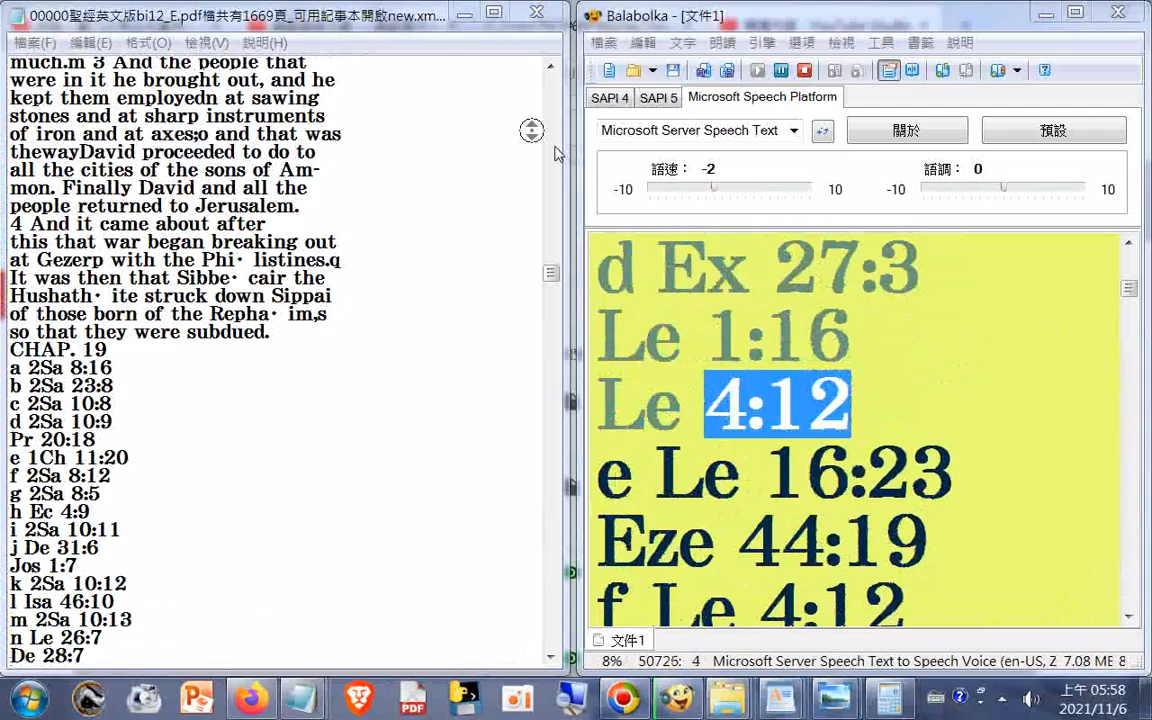 00000聖經英文版bi12_E.pdf檔共有1669頁_可用記事本開啟new.xm...
檔案(F) 編輯(E) 格式(O) 檢視(V) 說明(H)
much.m 3 And the people that
were in it he brought out, and he
kept them employedn at sawing
stones and at sharp instruments
of iron and at axes;o and that was
thewayDavid proceeded to do to
all the cities of the sons of Am-
mon. Finally David and all the
people returned to Jerusalem.
4 And it came about after
this that war began breaking out
at Gezerp with the Phi· listines.q
It was then that Sibbe· cair the
Hushath· ite struck down Sippai
of those born of the Repha· im,s
so that they were subdued.
CHAP. 19
a 2Sa 8:16
b 2Sa 23:8
c 2Sa 10:8
d 2Sa 10:9
Pr 20:18
e 1Ch 11:20
f 2Sa 8:12
g 2Sa 8:5
h Ec 4:9
i 2Sa 10:11
j De 31:6
Jos 1:7
k 2Sa 10:12
l Isa 46:10
m 2Sa 10:13
n Le 26:7
De 28:7
Balabolka - [文件1]
檔案 編輯 文字 朗讀 引擎 選項 檢視 工具 書籤 說明
SAPI 4 SAPI 5 Microsoft Speech Platform
Microsoft Server Speech Text 關於 預設
語速: -2 語調: 0
-10 10 -10 10
d Ex 27:3
Le 1:16
Le 4:12
e Le 16:23
Eze 44:19
f Le 4:12
文件1
8% 50726: 4 Microsoft Server Speech Text to Speech Voice (en-US, Z 7.08 MB 8
上午 05:58
2021/11/6